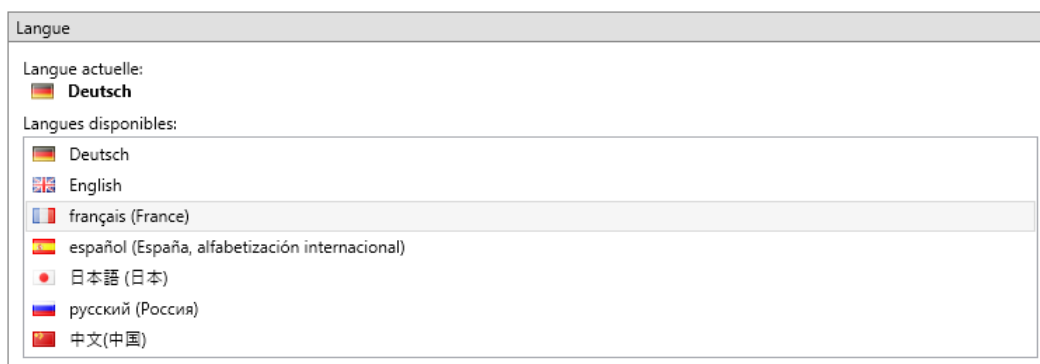 Langue
Langue actuelle:
Deutsch
Langues disponibles:
Deutsch
English
français (France)
español (España, alfabetización internacional)
日本語 (日本)
русский (Россия)
中文(中国)